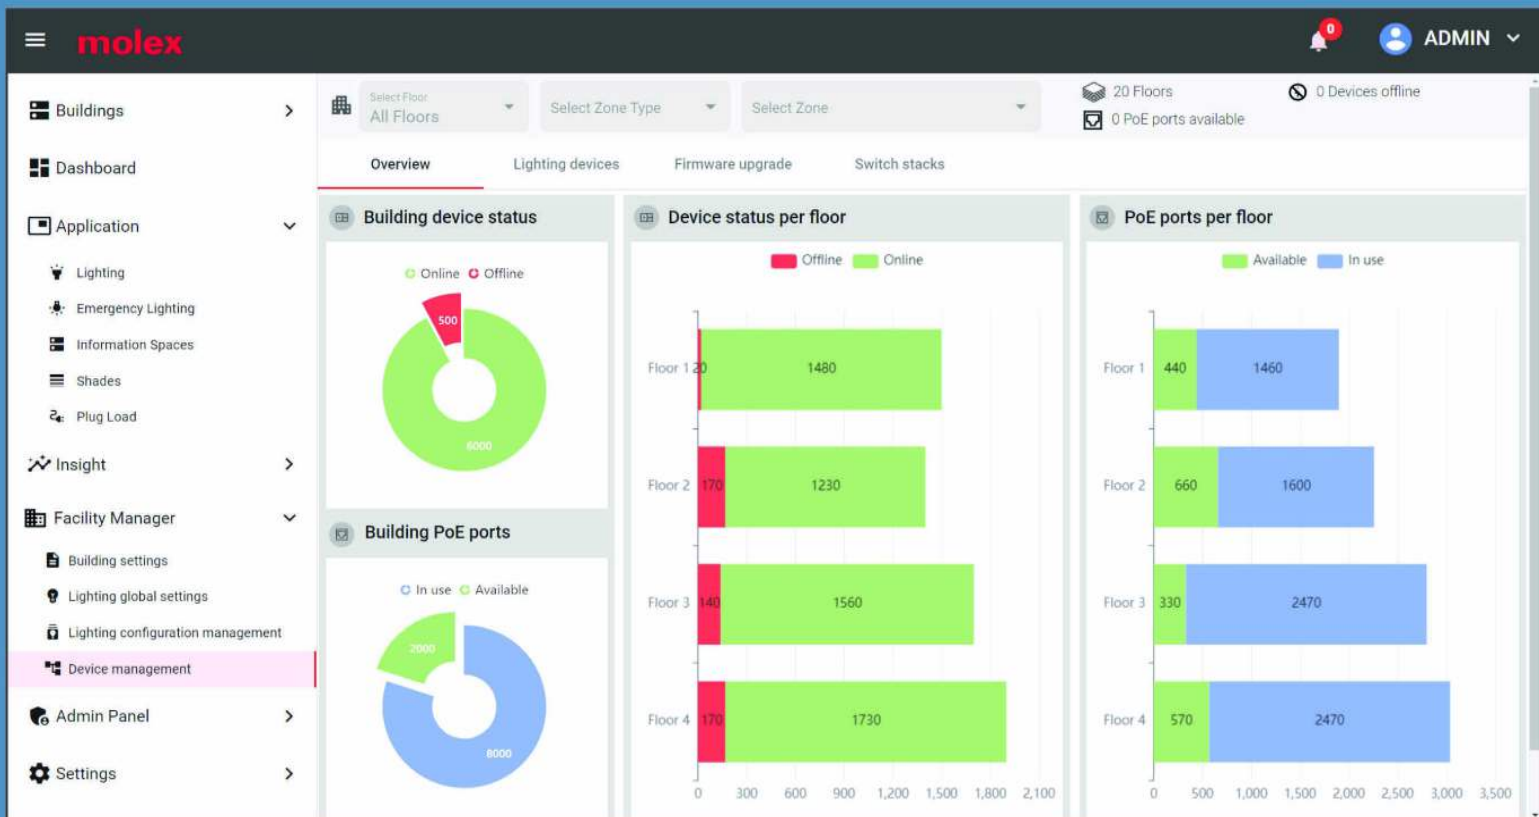 molex
0
ADMIN
Buildings
Dashboard
Application
Lighting
Emergency Lighting
Information Spaces
Shades
Plug Load
Insight
Facility Manager
Building settings
Lighting global settings
Lighting configuration management
Device management
Admin Panel
Settings
Select Floor
All Floors
Select Zone Type
Select Zone
20 Floors
0 Devices offline
0 PoE ports available
Overview
Lighting devices
Firmware upgrade
Switch stacks
Building device status
Online
Offline
500
6000
Building PoE ports
In use
Available
2000
8000
Device status per floor
Offline
Online
Floor 1 20 1480
Floor 2 170 1230
Floor 3 140 1560
Floor 4 170 1730
0 300 600 900 1,200 1,500 1,800 2,100
PoE ports per floor
Available
In use
Floor 1 440 1460
Floor 2 660 1600
Floor 3 330 2470
Floor 4 570 2470
0 500 1,000 1,500 2,000 2,500 3,000 3,500